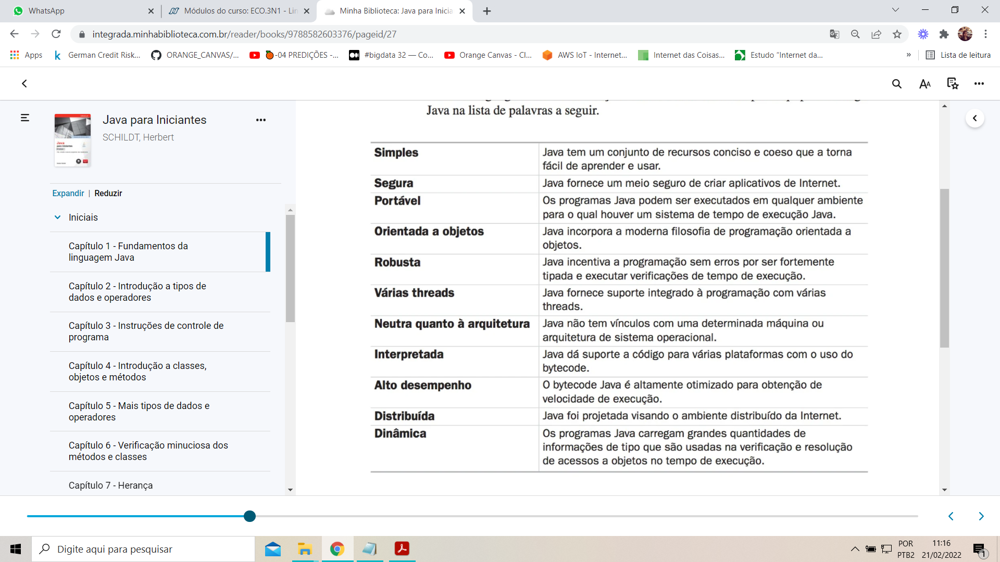 WhatsApp
Módulos do curso: ECO.3N1 - Lin
Minha Biblioteca: Java para Inicia
integrada.minhabiblioteca.com.br/reader/books/9788582603376/pageid/27
Apps
German Credit Risk...
ORANGE_CANVAS/...
-04 PREDIÇÕES -...
#bigdata 32 — Co...
Orange Canvas - Cl...
AWS IoT - Internet...
Internet das Coisas...
Estudo “Internet da...
»
Lista de leitura
AA
Java para Iniciantes
SCHILDT, Herbert
Expandir | Reduzir
Iniciais
Capítulo 1 - Fundamentos da
linguagem Java
Capítulo 2 - Introdução a tipos de
dados e operadores
Capítulo 3 - Instruções de controle de
programa
Capítulo 4 - Introdução a classes,
objetos e métodos
Capítulo 5 - Mais tipos de dados e
operadores
Capítulo 6 - Verificação minuciosa dos
métodos e classes
Capítulo 7 - Herança
Java na lista de palavras a seguir.
Simples
Java tem um conjunto de recursos conciso e coeso que a torna
fácil de aprender e usar.
Segura
Java fornece um meio seguro de criar aplicativos de Internet.
Portável
Os programas Java podem ser executados em qualquer ambiente
para o qual houver um sistema de tempo de execução Java.
Orientada a objetos
Java incorpora a moderna filosofia de programação orientada a
objetos.
Robusta
Java incentiva a programação sem erros por ser fortemente
tipada e executar verificações de tempo de execução.
Várias threads
Java fornece suporte integrado à programação com várias
threads.
Neutra quanto à arquitetura
Java não tem vínculos com uma determinada máquina ou
arquitetura de sistema operacional.
Interpretada
Java dá suporte a código para várias plataformas com o uso do
bytecode.
Alto desempenho
O bytecode Java é altamente otimizado para obtenção de
velocidade de execução.
Distribuída
Java foi projetada visando o ambiente distribuído da Internet.
Dinâmica
Os programas Java carregam grandes quantidades de
informações de tipo que são usadas na verificação e resolução
de acessos a objetos no tempo de execução.
Digite aqui para pesquisar
POR
PTB2
11:16
21/02/2022
1